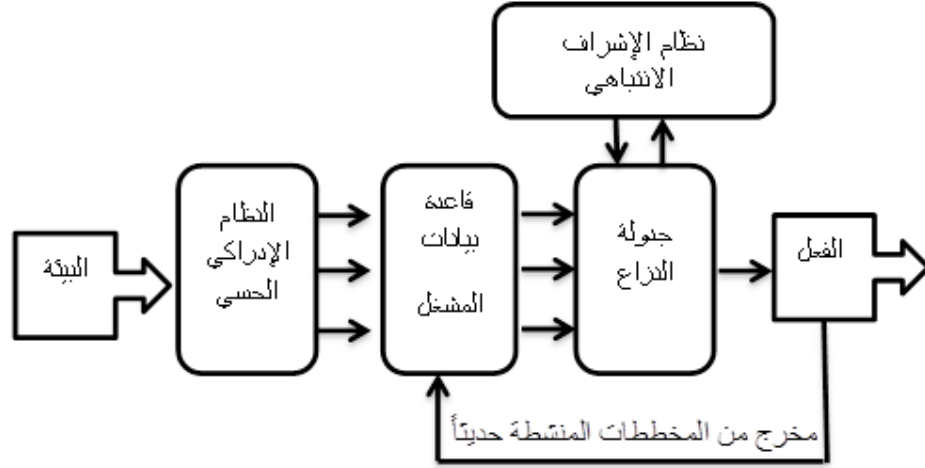 نظام الإشراف
الانتباهي
البيئة
النظام
الإدراكي
الحسي
قاعدة
بيانات
المشغل
جدولة
النزاع
الفعل
مخرج من المخططات المنشطة حديثاً